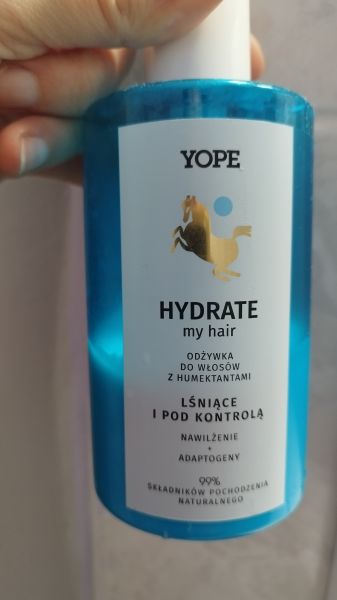 YOPE
HYDRATE
my hair
ODŻYWKA
DO WŁOSÓW
Z HUMEKTANTAMI
LŚNIĄCE
I POD KONTROLĄ
NAWILŻENIE
+
ADAPTOGENY
99%
SKŁADNIKÓW POCHODZENIA
NATURALNEGO